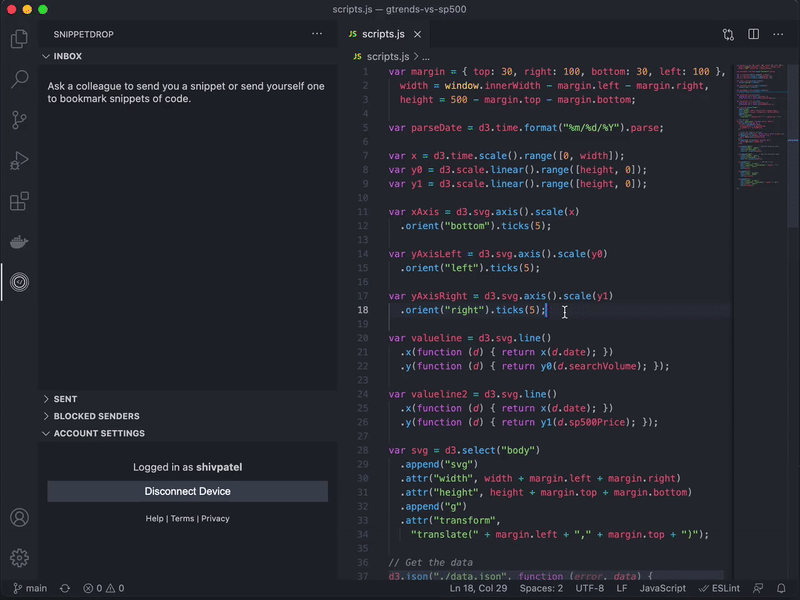 scripts.js — gtrends-vs-sp500
SNIPPETDROP
INBOX
Ask a colleague to send you a snippet or send yourself one
to bookmark snippets of code.
SENT
BLOCKED SENDERS
ACCOUNT SETTINGS
Logged in as shivpatel
Disconnect Device
Help | Terms | Privacy
JS scripts.js
JS scripts.js > ...
1 var margin = { top: 30, right: 100, bottom: 30, left: 100 },
2 width = window.innerWidth - margin.left - margin.right,
3 height = 500 - margin.top - margin.bottom;
4
5 var parseDate = d3.time.format("%m/%d/%Y").parse;
6
7 var x = d3.time.scale().range([0, width]);
8 var y0 = d3.scale.linear().range([height, 0]);
9 var y1 = d3.scale.linear().range([height, 0]);
10
11 var xAxis = d3.svg.axis().scale(x)
12 .orient("bottom").ticks(5);
13
14 var yAxisLeft = d3.svg.axis().scale(y0)
15 .orient("left").ticks(5);
16
17 var yAxisRight = d3.svg.axis().scale(y1)
18 .orient("right").ticks(5);
19
20 var valueline = d3.svg.line()
21 .x(function (d) { return x(d.date); })
22 .y(function (d) { return y0(d.searchVolume); });
23
24 var valueline2 = d3.svg.line()
25 .x(function (d) { return x(d.date); })
26 .y(function (d) { return y1(d.sp500Price); });
27
28 var svg = d3.select("body")
29 .append("svg")
30 .attr("width", width + margin.left + margin.right)
31 .attr("height", height + margin.top + margin.bottom)
32 .append("g")
33 .attr("transform",
34 "translate(" + margin.left + "," + margin.top + ")");
35
36 // Get the data
37 d3.json("./data.json", function (error, data) {
main 0 0 Ln 18, Col 29 Spaces: 2 UTF-8 LF JavaScript ESLint